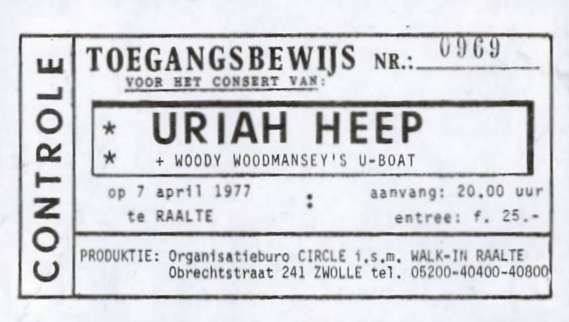 CONTROLE
TOEGANGSBEWIJS NR.: 0969
VOOR HET CONSERT VAN:
* URIAH HEEP
* + WOODY WOODMANSEY'S U-BOAT
op 7 april 1977 : aanvang: 20.00 uur
te RAALTE entree: f. 25.-
PRODUKTIE: Organisatieburo CIRCLE i.s.m. WALK-IN RAALTE
Obrechtstraat 241 ZWOLLE tel. 05200-40400-40800